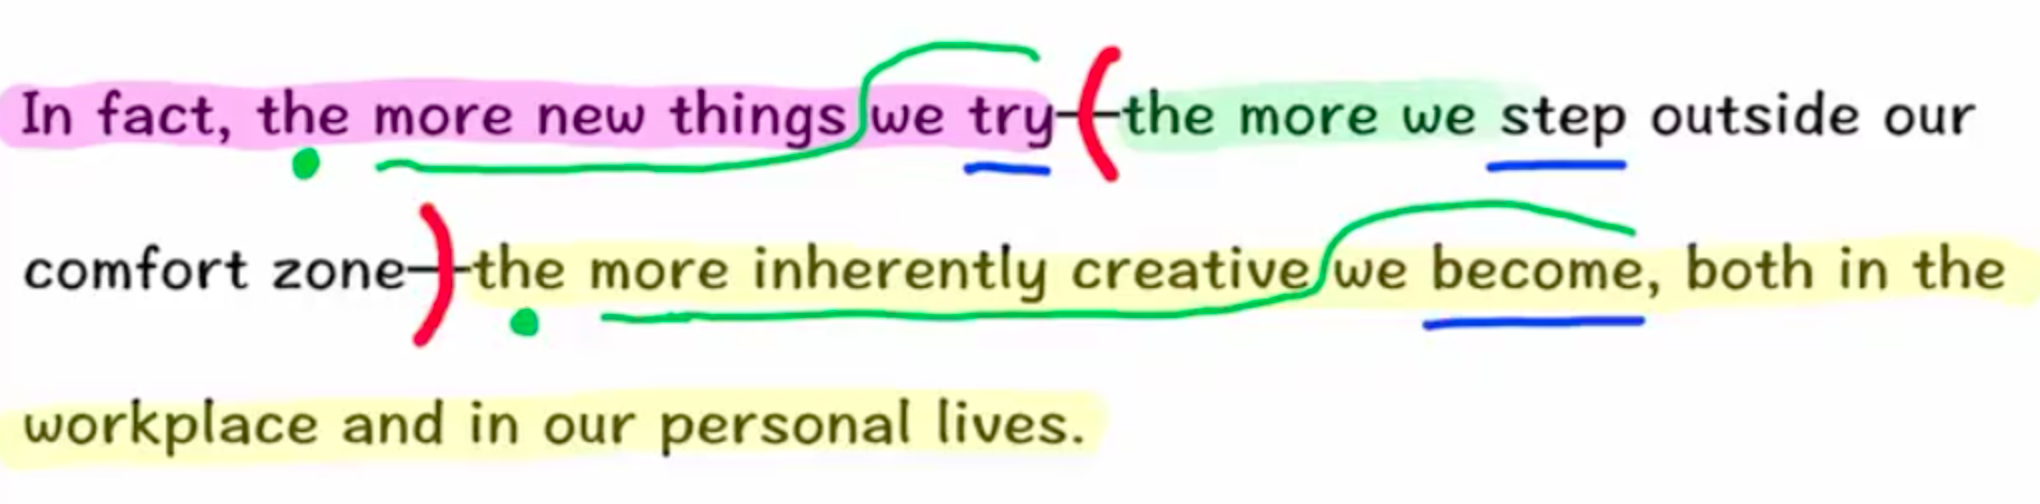 In fact, the more new things we try—the more we step outside our
comfort zone—the more inherently creative we become, both in the
workplace and in our personal lives.